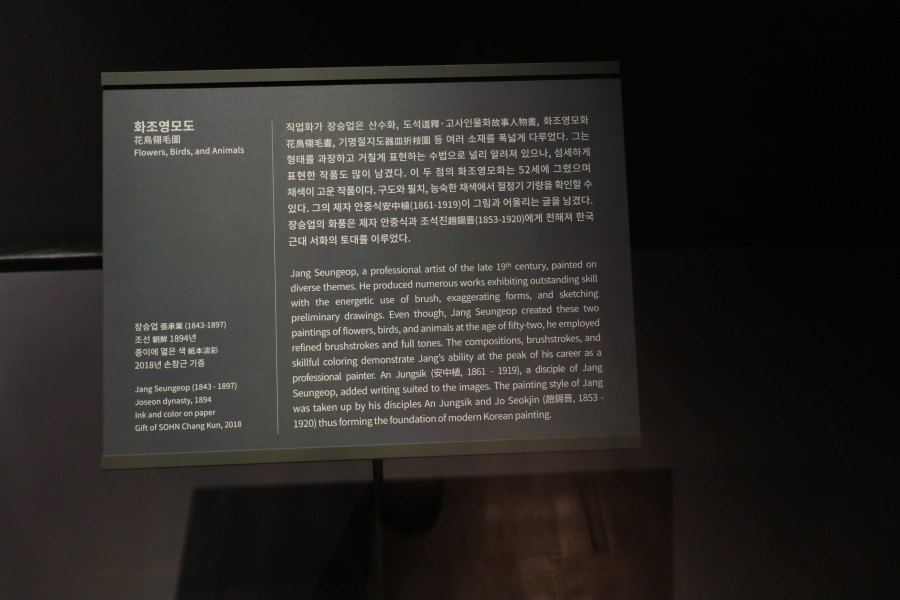 화조영모도
花鳥翎毛圖
Flowers, Birds, and Animals
장승업 張承業 (1843-1897)
조선 朝鮮 1894년
종이에 엷은 색 紙本淡彩
2018년 손창근 기증
Jang Seungeop (1843 - 1897)
Joseon dynasty, 1894
Ink and color on paper
Gift of SOHN Chang Kun, 2018
직업화가 장승업은 산수화, 도석道釋·고사인물화故事人物畫, 화조영모화
花鳥翎毛畫, 기명절지도器皿折枝圖 등 여러 소재를 폭넓게 다루었다. 그는
형태를 과장하고 거칠게 표현하는 수법으로 널리 알려져 있으나, 섬세하게
표현한 작품도 많이 남겼다. 이 두 점의 화조영모화는 52세에 그렸으며
채색이 고운 작품이다. 구도와 필치, 능숙한 채색에서 절정기 기량을 확인할 수
있다. 그의 제자 안중식安中植(1861-1919)이 그림과 어울리는 글을 남겼다.
장승업의 화풍은 제자 안중식과 조석진趙錫晋(1853-1920)에게 전해져 한국
근대 서화의 토대를 이루었다.
Jang Seungeop, a professional artist of the late 19th century, painted on
diverse themes. He produced numerous works exhibiting outstanding skill
with the energetic use of brush, exaggerating forms, and sketching
preliminary drawings. Even though, Jang Seungeop created these two
paintings of flowers, birds, and animals at the age of fifty-two, he employed
refined brushstrokes and full tones. The compositions, brushstrokes, and
skillful coloring demonstrate Jang's ability at the peak of his career as a
professional painter. An Jungsik (安中植, 1861 - 1919), a disciple of Jang
Seungeop, added writing suited to the images. The painting style of Jang
was taken up by his disciples An Jungsik and Jo Seokjin (趙錫晋, 1853 -
1920) thus forming the foundation of modern Korean painting.